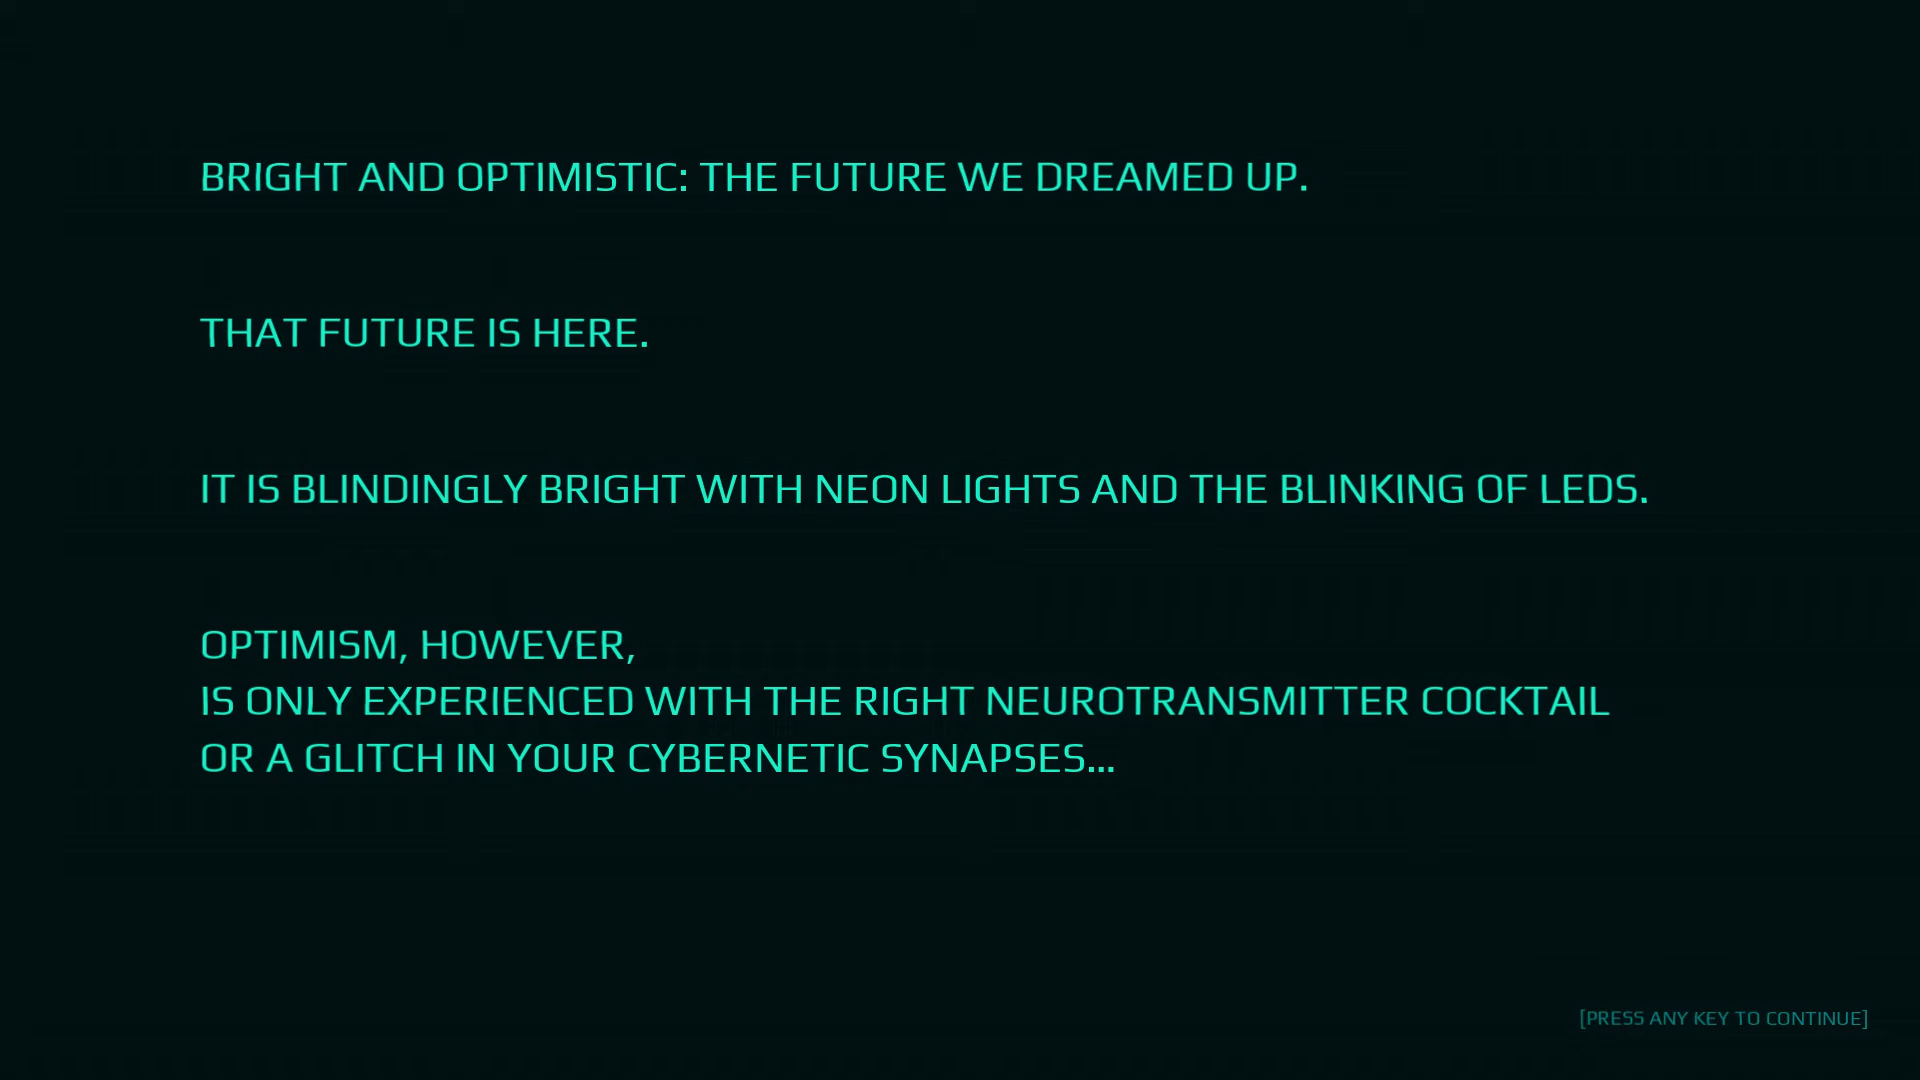 BRIGHT AND OPTIMISTIC: THE FUTURE WE DREAMED UP.
THAT FUTURE IS HERE.
IT IS BLINDINGLY BRIGHT WITH NEON LIGHTS AND THE BLINKING OF LEDS.
OPTIMISM, HOWEVER,
IS ONLY EXPERIENCED WITH THE RIGHT NEUROTRANSMITTER COCKTAIL
OR A GLITCH IN YOUR CYBERNETIC SYNAPSES...
[PRESS ANY KEY TO CONTINUE]